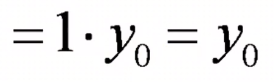 = 1 · y₀ = y₀